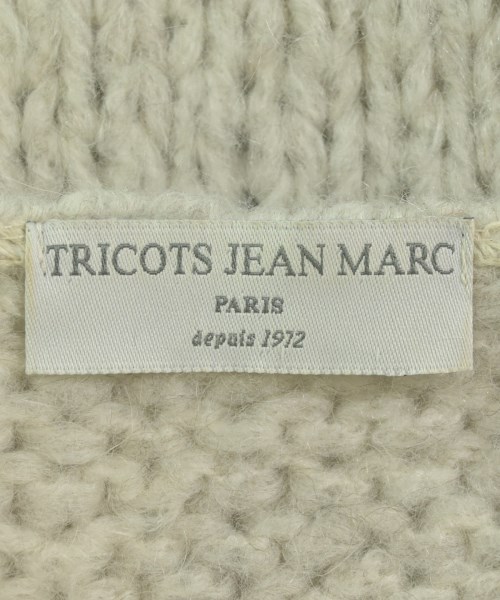 TRICOTS JEAN MARC
PARIS
depuis 1972